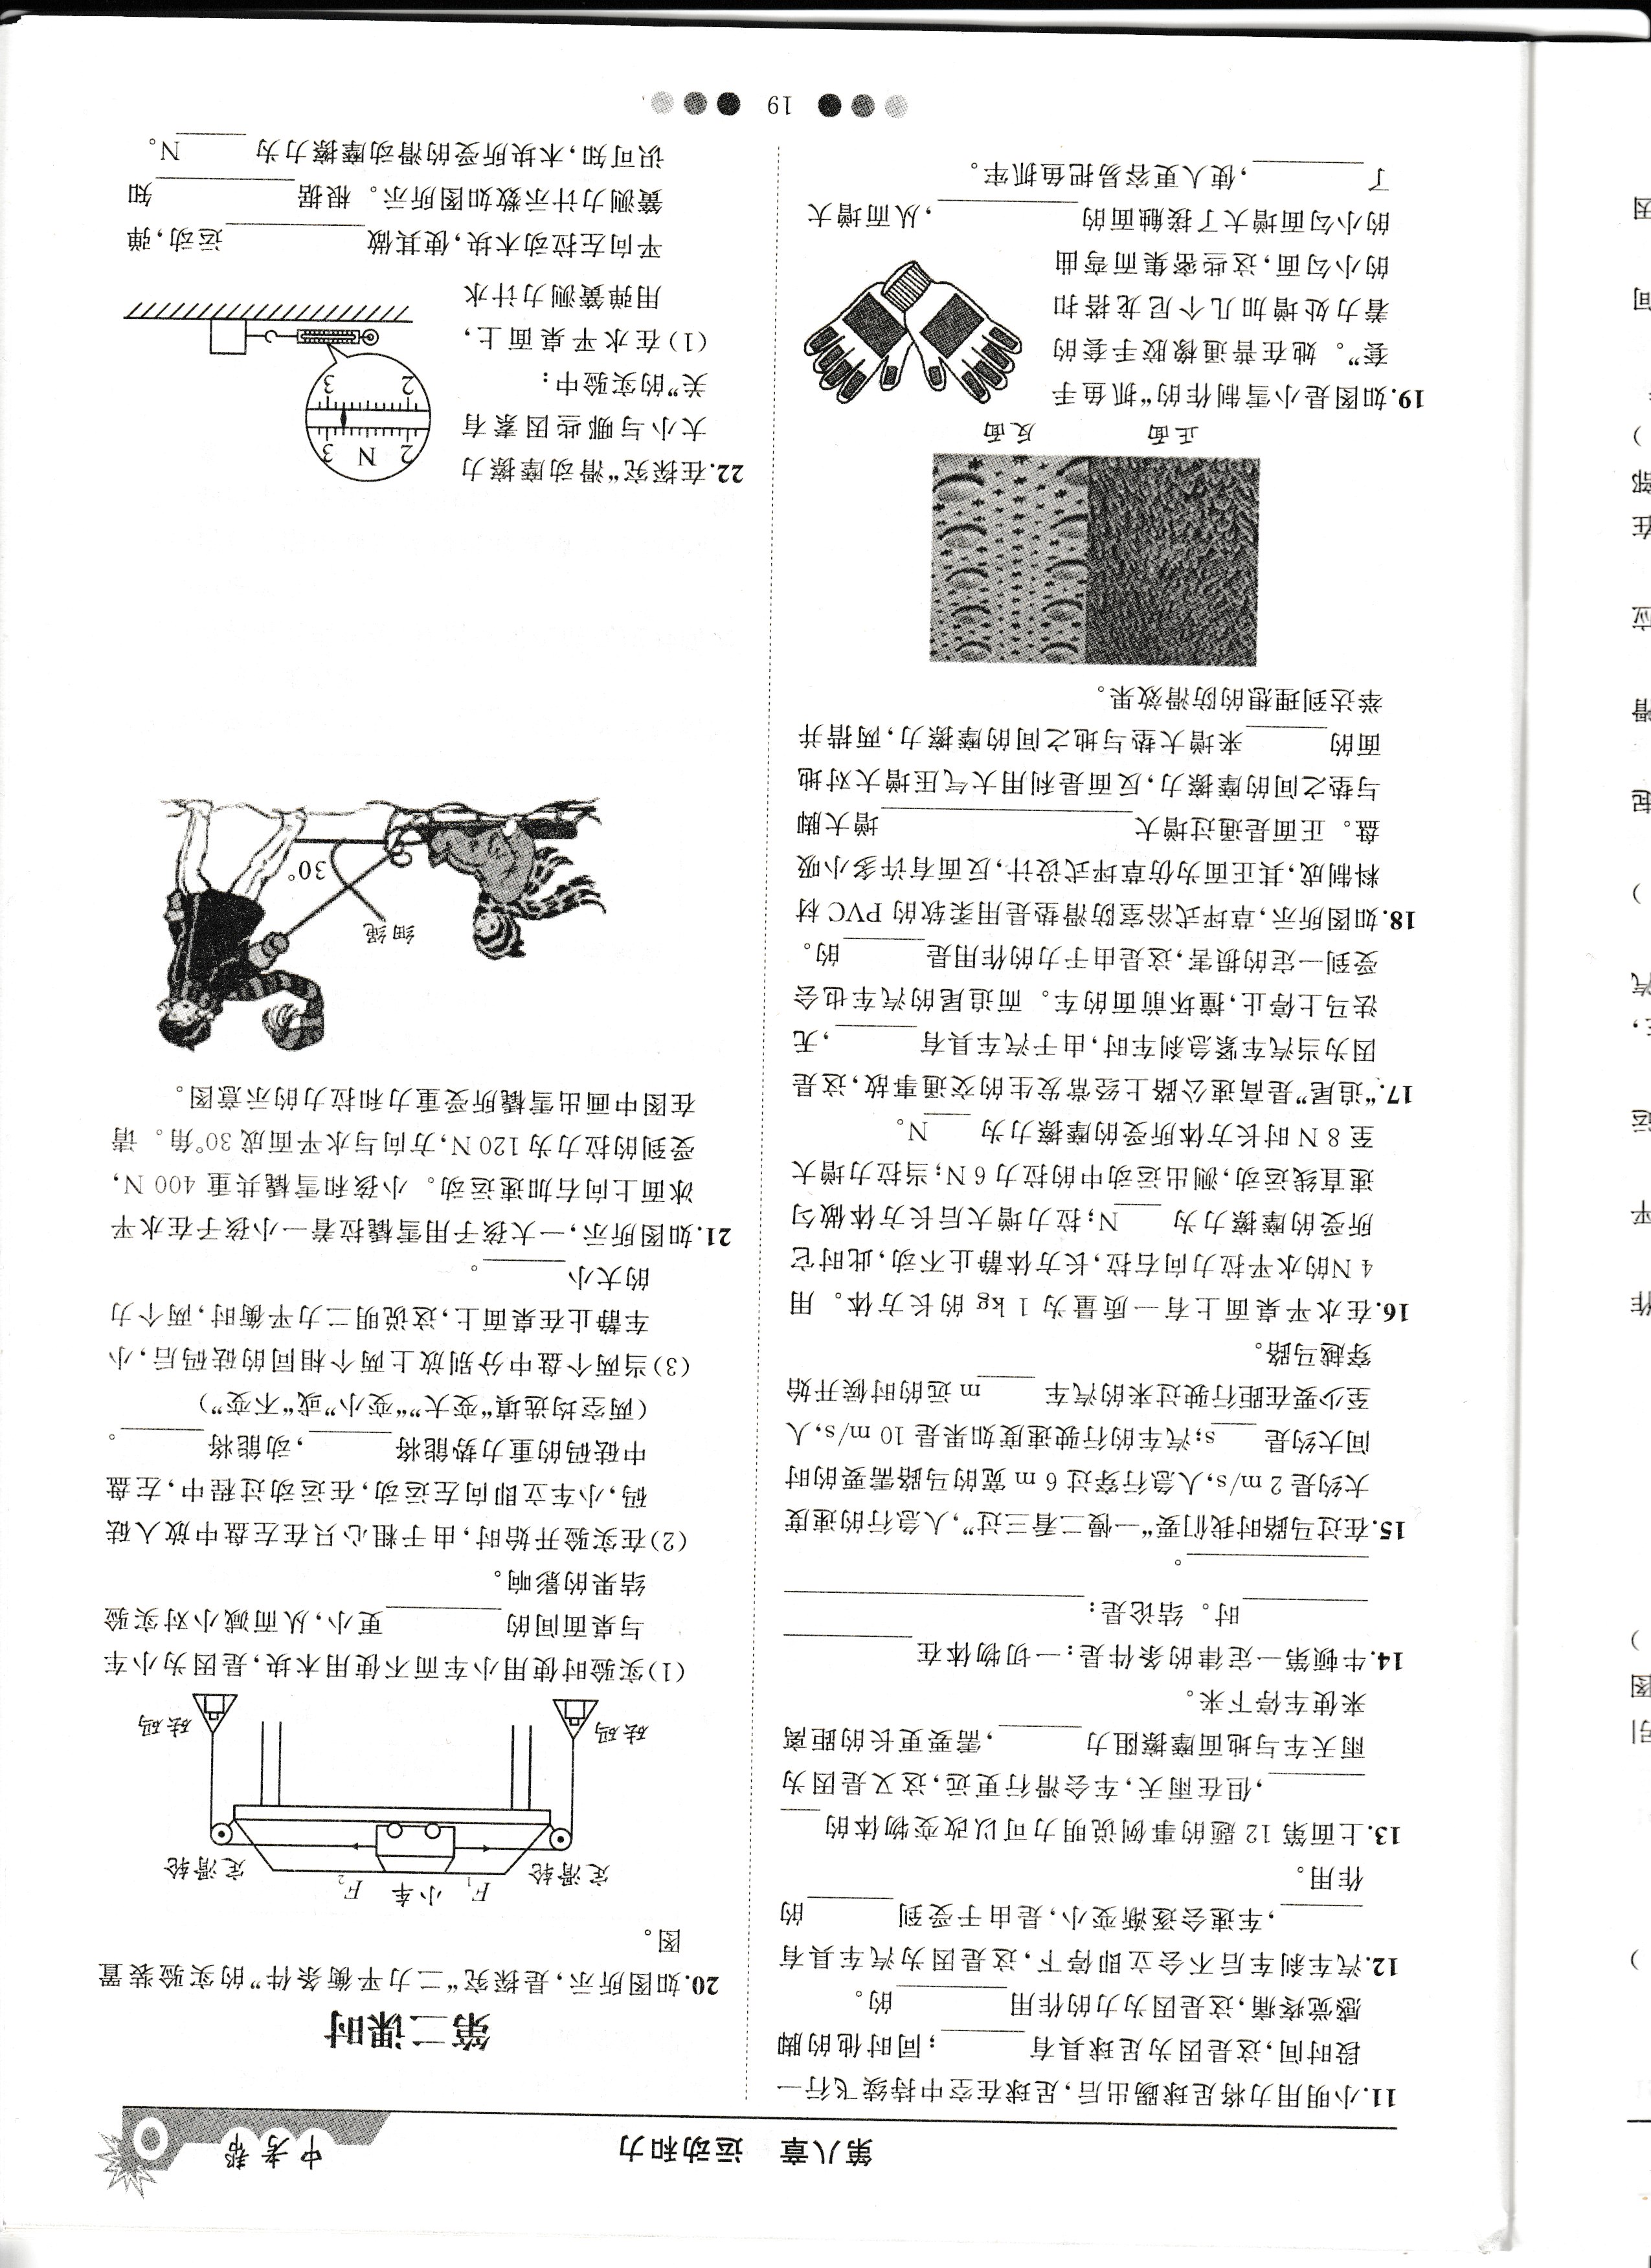 第八章 运动和力
中考帮
11.小明用力将足球踢出后,足球在空中持续飞行一
段时间,这是因为足球具有______;同时他的脚
感觉疼痛,这是因为力的作用______的。
12.汽车刹车后不会立即停下,这是因为汽车具有
______,车速会逐渐变小,是由于受到______的
作用。
13.上面第12题的事例说明力可以改变物体的__
______,但在雨天,车会滑行更远,这又是因为
雨天车与地面摩擦阻力______,需要更长的距离
来使车停下来。
14.牛顿第一定律的条件是:一切物体在______
______时。结论是:______
______。
15.在过马路时我们要“一慢二看三过”,人急行的速度
大约是2 m/s,人急行穿过6 m宽的马路需要的时
间大约是____s;汽车的行驶速度如果是10 m/s,人
至少要在距行驶过来的汽车____m远的时候开始
穿越马路。
16.在水平桌面上有一质量为1 kg的长方体。用
4 N的水平拉力向右拉,长方体静止不动,此时它
所受的摩擦力为____N;拉力增大后长方体做匀
速直线运动,测出运动中的拉力6 N;当拉力增大
至8 N时长方体所受的摩擦力为____N。
17.“追尾”是高速公路上经常发生的交通事故,这是
因为当汽车紧急刹车时,由于汽车具有______,无
法马上停止,撞坏前面的车。而追尾的汽车也会
受到一定的损害,这是由于力的作用是______的。
18.如图所示,草坪式浴室防滑垫是用柔软的PVC材
料制成,其正面为仿草坪式设计,反面有许多小吸
盘。正面是通过增大__________________增大脚
与垫之间的摩擦力,反面是利用大气压增大对地
面的______来增大垫与地之间的摩擦力,两措并
举达到理想的防滑效果。
正面 反面
19.如图是小雪制作的“抓鱼手
套”。她在普通橡胶手套的
着力处增加几个尼龙搭扣
的小勾面,这些密集而弯曲
的小勾面增大了接触面的__________,从而增大
了________,使人更容易把鱼抓牢。
第二课时
20.如图所示,是探究“二力平衡条件”的实验装置
图。
F1 小车 F2
定滑轮 定滑轮
砝码 砝码
(1)实验时使用小车而不使用木块,是因为小车
与桌面间的________更小,从而减小对实验
结果的影响。
(2)在实验开始时,由于粗心只在左盘中放入砝
码,小车立即向左运动,在运动过程中,左盘
中砝码的重力势能将______,动能将______。
(两空均选填“变大”“变小”或“不变”)
(3)当两个盘中分别放上两个相同的砝码后,小
车静止在桌面上,这说明二力平衡时,两个力
的大小______。
21.如图所示,一大孩子用雪橇拉着一小孩子在水平
冰面上向右加速运动。小孩和雪橇共重400 N,
受到的拉力为120 N,方向与水平面成30°角。请
在图中画出雪橇所受重力和拉力的示意图。
细绳
30°
22.在探究“滑动摩擦力
大小与哪些因素有
关”的实验中:
(1)在水平桌面上,
用弹簧测力计水
平向左拉动木块,使其做__________运动,弹
簧测力计示数如图所示。根据__________知
识可知,木块所受的滑动摩擦力为____N。
2 N 3
2 3
19